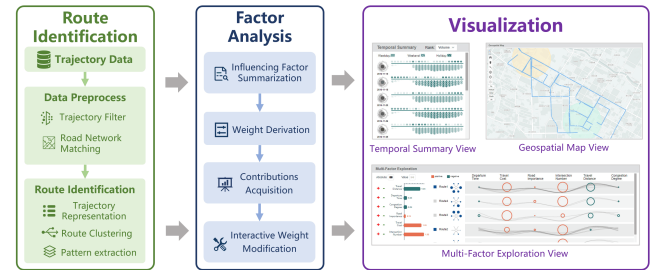 Route
Identification
Trajectory Data
Data Preprocess
Trajectory Filter
Road Network
Matching
Route Identification
Trajectory
Representation
Route Clustering
Pattern extraction
Factor
Analysis
Influencing Factor
Summarization
Weight Derivation
Contributions
Acquisition
Interactive Weight
Modification
Visualization
Temporal Summary
Rank
Temporal Summary View
Geospatial Map View
Multi-Factor Exploration
Multi-Factor Exploration View